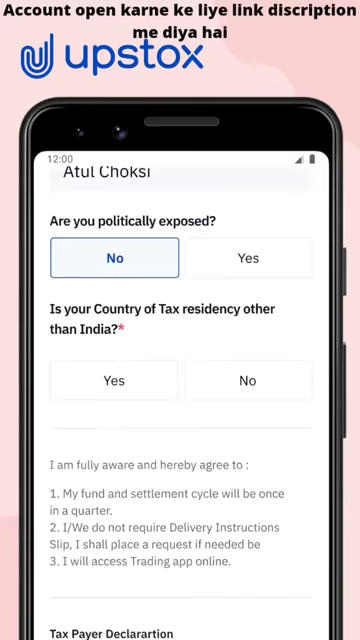 Account open karne ke liye link discription
me diya hai
upstox
12:00
Atul Choksi
Are you politically exposed?
No
Yes
Is your Country of Tax residency other
than India?*
Yes
No
I am fully aware and hereby agree to :
1. My fund and settlement cycle will be once
in a quarter.
2. I/We do not require Delivery Instructions
Slip, I shall place a request if needed be
3. I will access Trading app online.
Tax Payer Declarartion